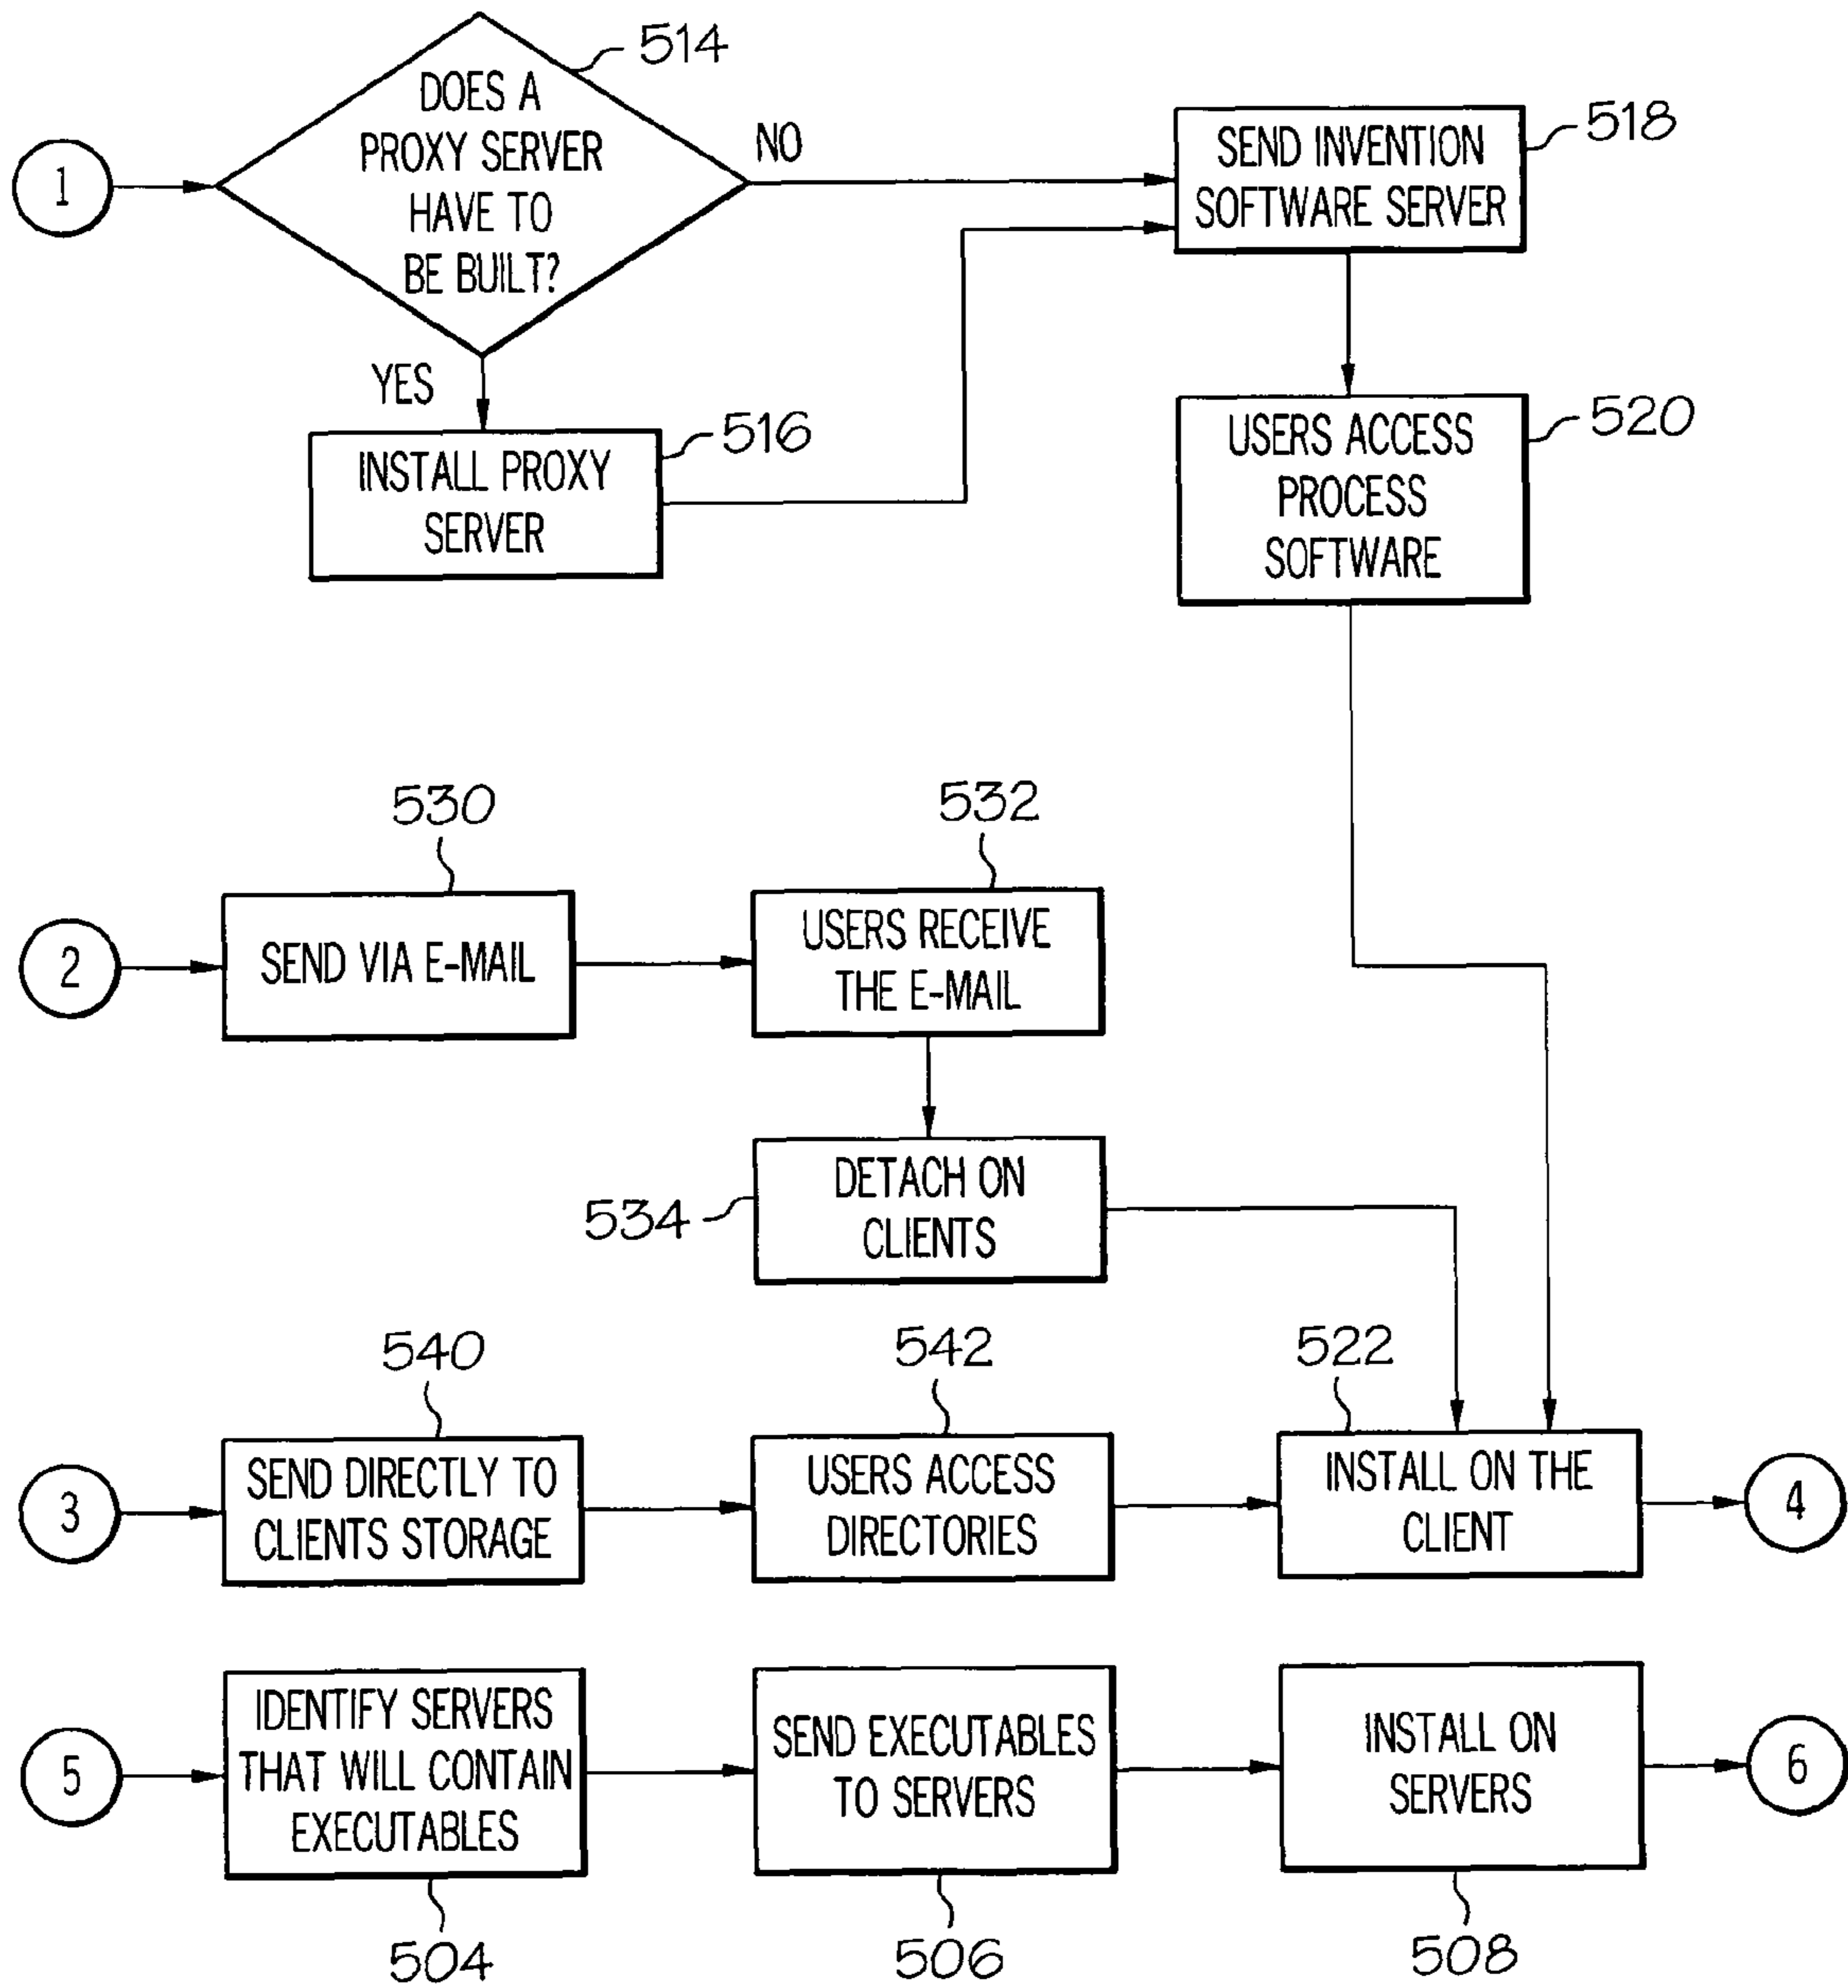 514
DOES A
PROXY SERVER
HAVE TO
BE BUILT?
1
NO
YES
SEND INVENTION
SOFTWARE SERVER
518
516
INSTALL PROXY
SERVER
520
USERS ACCESS
PROCESS
SOFTWARE
530
532
2
SEND VIA E-MAIL
USERS RECEIVE
THE E-MAIL
534
DETACH ON
CLIENTS
540
542
522
3
SEND DIRECTLY TO
CLIENTS STORAGE
USERS ACCESS
DIRECTORIES
INSTALL ON THE
CLIENT
4
5
IDENTIFY SERVERS
THAT WILL CONTAIN
EXECUTABLES
SEND EXECUTABLES
TO SERVERS
INSTALL ON
SERVERS
6
504
506
508